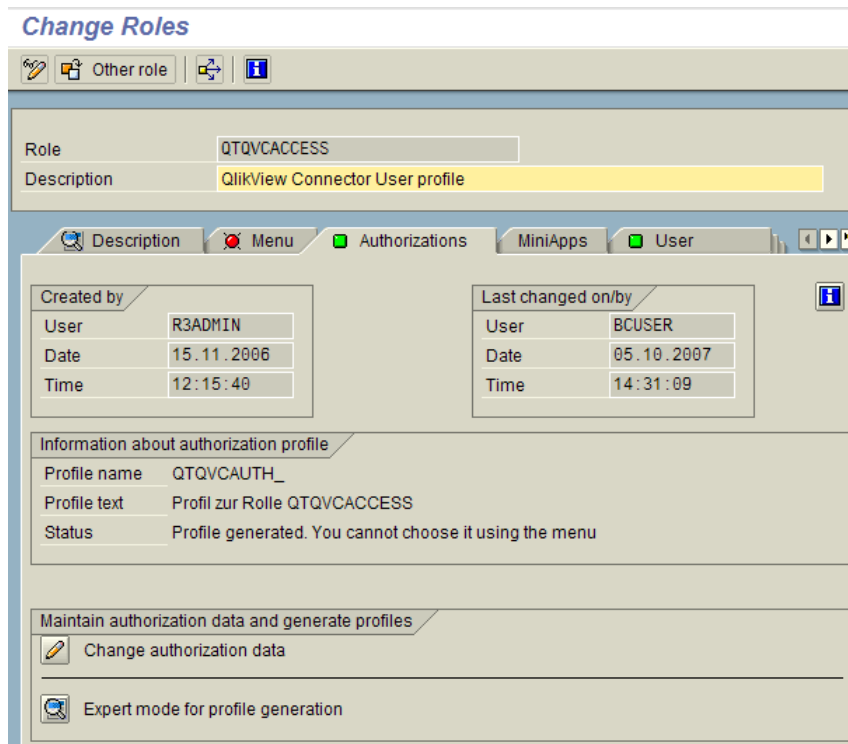 Change Roles
Other role
Role QTQVCACCESS
Description QlikView Connector User profile
Description Menu Authorizations MiniApps User
Created by Last changed on/by
User R3ADMIN User BCUSER
Date 15.11.2006 Date 05.10.2007
Time 12:15:40 Time 14:31:09
Information about authorization profile
Profile name QTQVCAUTH_
Profile text Profil zur Rolle QTQVCACCESS
Status Profile generated. You cannot choose it using the menu
Maintain authorization data and generate profiles
Change authorization data
Expert mode for profile generation